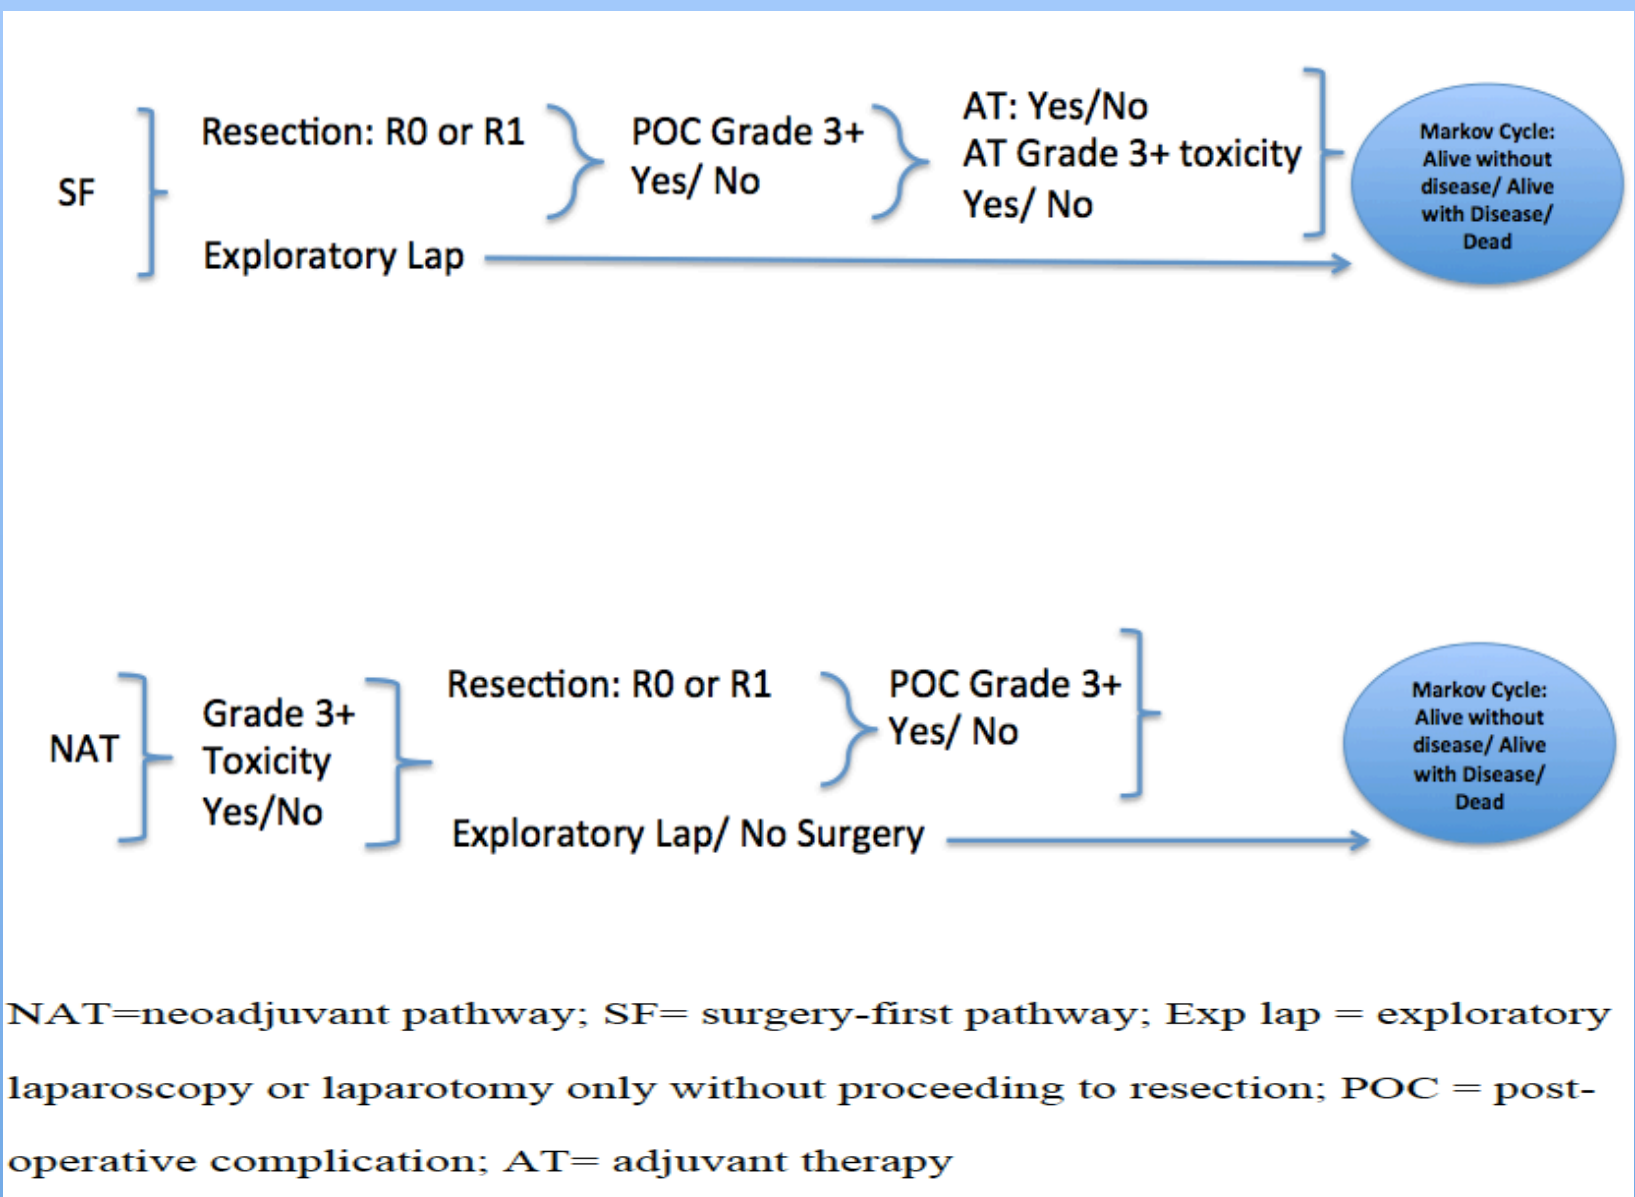 SF
Resection: R0 or R1
Exploratory Lap
POC Grade 3+
Yes/ No
AT: Yes/No
AT Grade 3+ toxicity
Yes/ No
Markov Cycle:
Alive without
disease/ Alive
with Disease/
Dead
NAT
Grade 3+
Toxicity
Yes/No
Resection: R0 or R1
Exploratory Lap/ No Surgery
POC Grade 3+
Yes/ No
Markov Cycle:
Alive without
disease/ Alive
with Disease/
Dead
NAT=neoadjuvant pathway; SF= surgery-first pathway; Exp lap = exploratory
laparoscopy or laparotomy only without proceeding to resection; POC = post-
operative complication; AT= adjuvant therapy